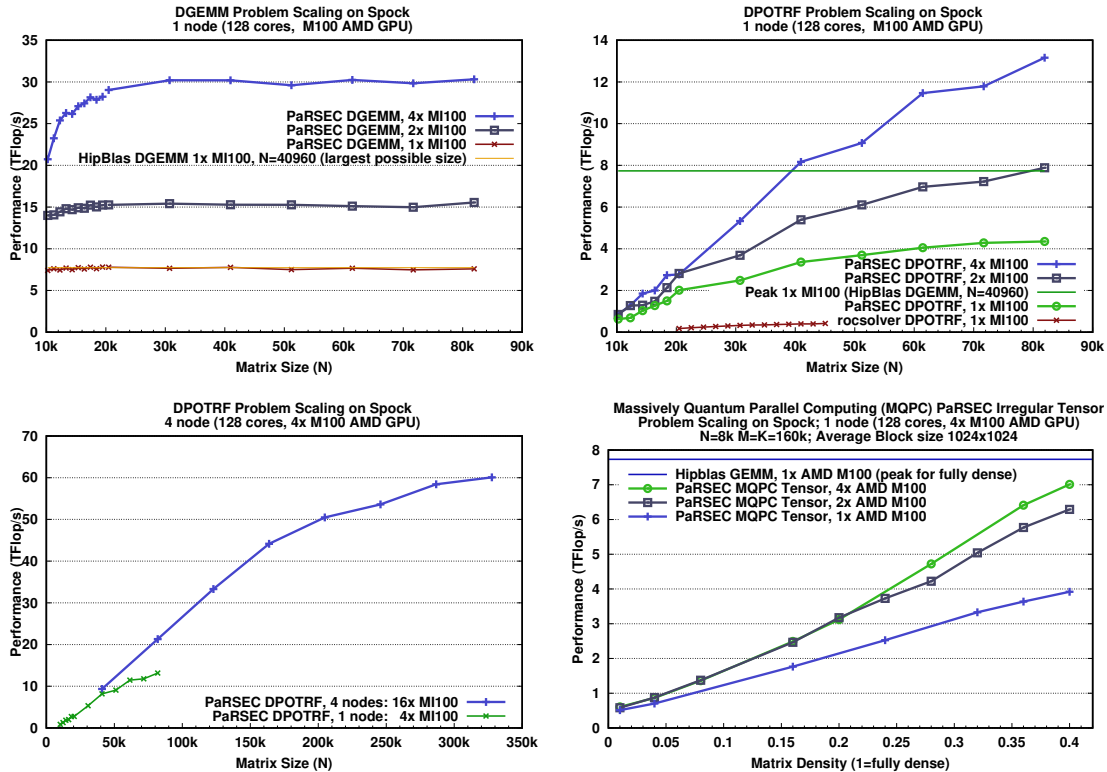 DGEMM Problem Scaling on Spock
1 node (128 cores,  M100 AMD GPU)
35
30
25
20
15
10
5
0
Performance (TFlop/s)
PaRSEC DGEMM, 4x MI100
PaRSEC DGEMM, 2x MI100
PaRSEC DGEMM, 1x MI100
HipBlas DGEMM 1x MI100, N=40960 (largest possible size)
10k 20k 30k 40k 50k 60k 70k 80k 90k
Matrix Size (N)
DPOTRF Problem Scaling on Spock
1 node (128 cores,  M100 AMD GPU)
14
12
10
8
6
4
2
0
Performance (TFlop/s)
PaRSEC DPOTRF, 4x MI100
PaRSEC DPOTRF, 2x MI100
Peak 1x MI100 (HipBlas DGEMM, N=40960)
PaRSEC DPOTRF, 1x MI100
rocsolver DPOTRF, 1x MI100
10k 20k 30k 40k 50k 60k 70k 80k 90k
Matrix Size (N)
DPOTRF Problem Scaling on Spock
4 node (128 cores, 4x M100 AMD GPU)
70
60
50
40
30
20
10
0
Performance (TFlop/s)
PaRSEC DPOTRF, 4 nodes: 16x MI100
PaRSEC DPOTRF, 1 node:   4x MI100
0 50k 100k 150k 200k 250k 300k 350k
Matrix Size (N)
Massively Quantum Parallel Computing (MQPC) PaRSEC Irregular Tensor
Problem Scaling on Spock; 1 node (128 cores, 4x M100 AMD GPU)
N=8k M=K=160k; Average Block size 1024x1024
8
7
6
5
4
3
2
1
0
Performance (TFlop/s)
Hipblas GEMM, 1x AMD M100 (peak for fully dense)
PaRSEC MQPC Tensor, 4x AMD M100
PaRSEC MQPC Tensor, 2x AMD M100
PaRSEC MQPC Tensor, 1x AMD M100
0 0.05 0.1 0.15 0.2 0.25 0.3 0.35 0.4
Matrix Density (1=fully dense)